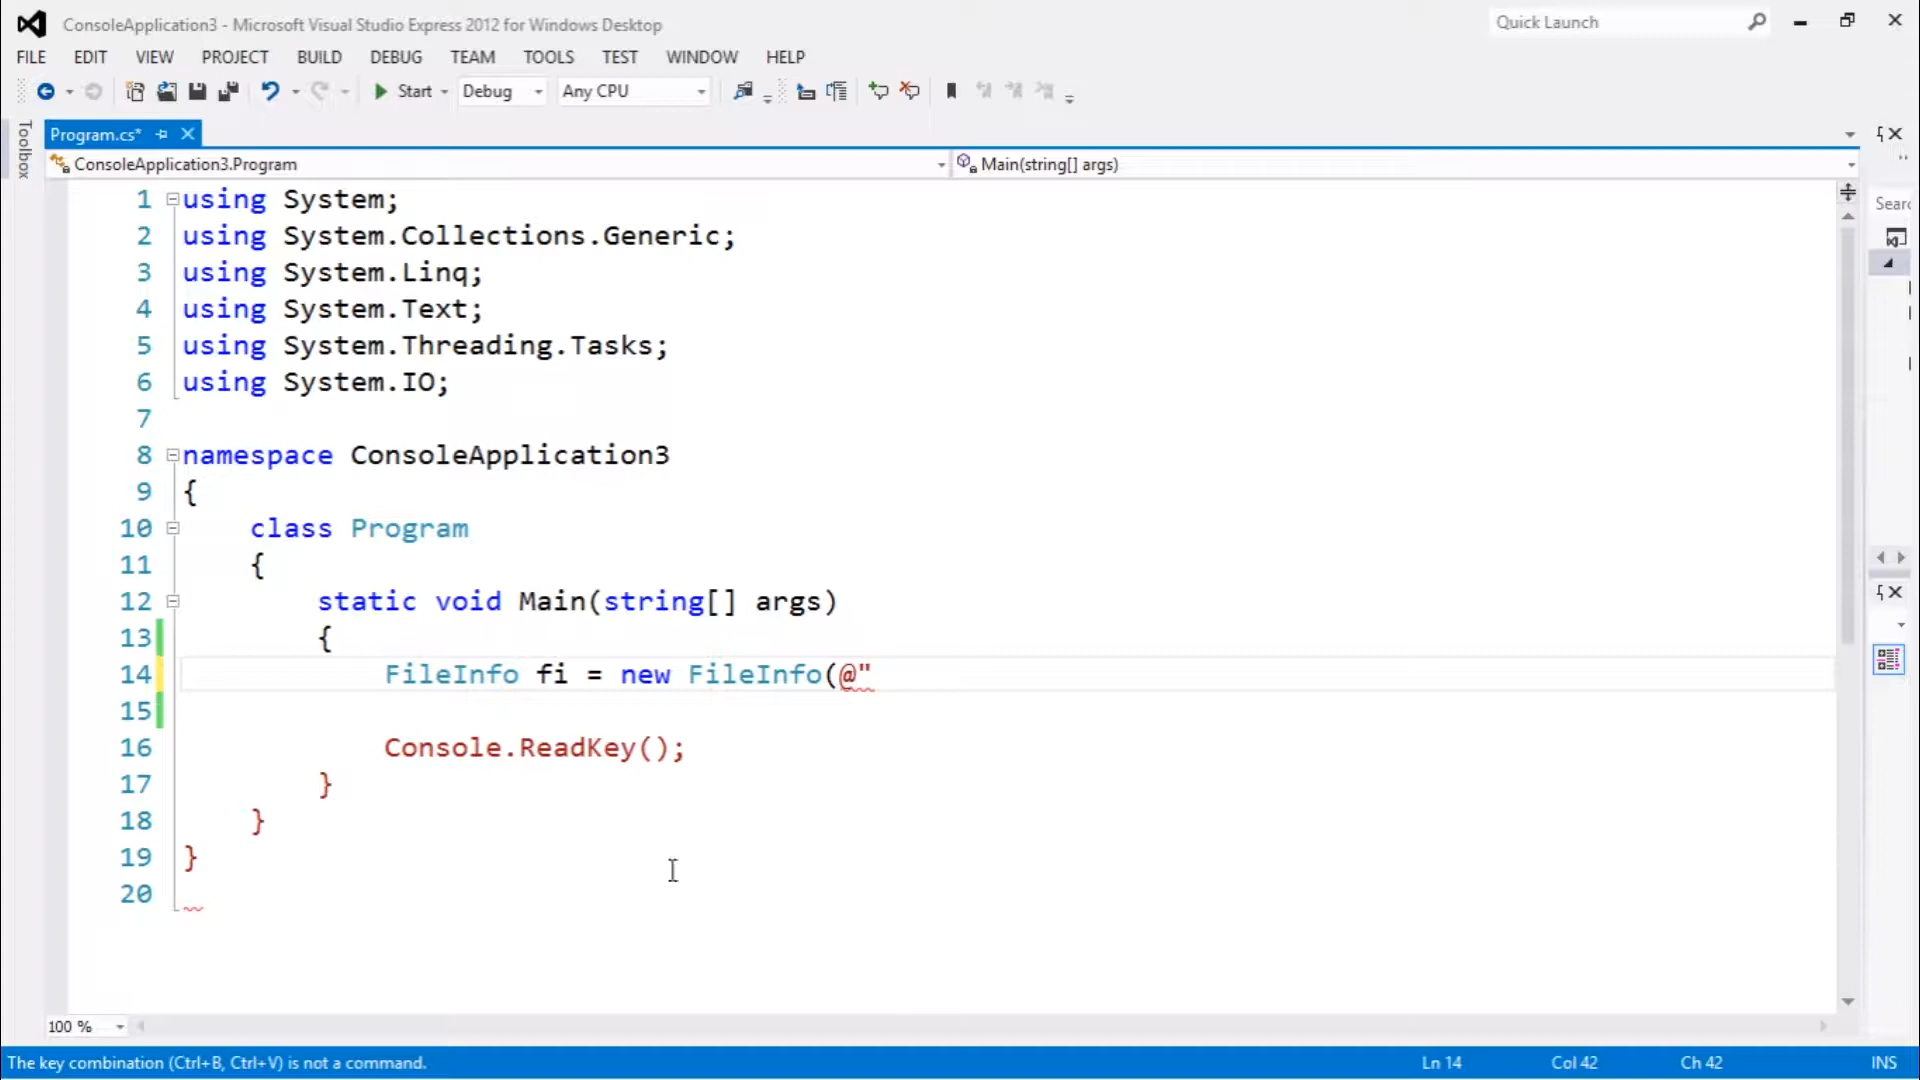 ConsoleApplication3 - Microsoft Visual Studio Express 2012 for Windows Desktop
Quick Launch
FILE EDIT VIEW PROJECT BUILD DEBUG TEAM TOOLS TEST WINDOW HELP
Start Debug Any CPU
Toolbox
Program.cs*
ConsoleApplication3.Program
Main(string[] args)
1 using System;
2 using System.Collections.Generic;
3 using System.Linq;
4 using System.Text;
5 using System.Threading.Tasks;
6 using System.IO;
7
8 namespace ConsoleApplication3
9 {
10 class Program
11 {
12 static void Main(string[] args)
13 {
14 FileInfo fi = new FileInfo(@"
15
16 Console.ReadKey();
17 }
18 }
19 }
20
100 %
The key combination (Ctrl+B, Ctrl+V) is not a command.
Ln 14 Col 42 Ch 42 INS